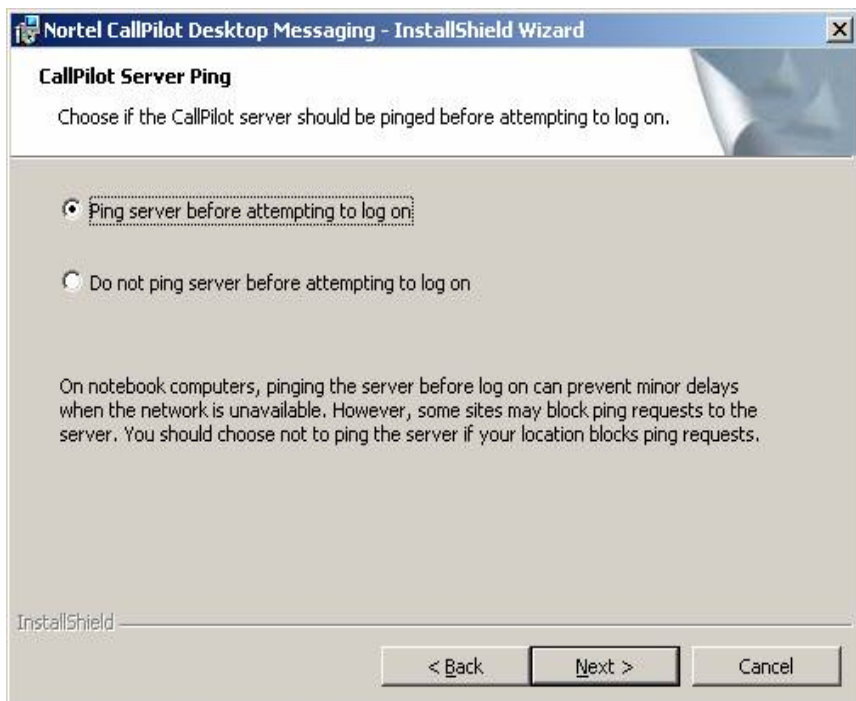 Nortel CallPilot Desktop Messaging - InstallShield Wizard
CallPilot Server Ping
Choose if the CallPilot server should be pinged before attempting to log on.
Ping server before attempting to log on
Do not ping server before attempting to log on
On notebook computers, pinging the server before log on can prevent minor delays
when the network is unavailable. However, some sites may block ping requests to the
server. You should choose not to ping the server if your location blocks ping requests.
InstallShield
< Back
Next >
Cancel